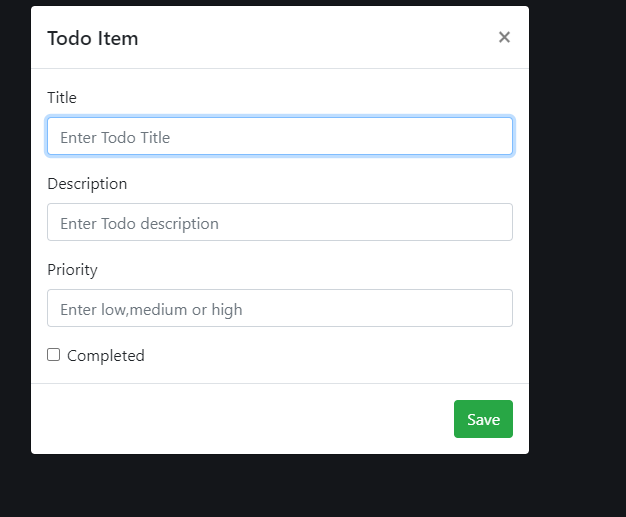 Todo Item ×
Title
Enter Todo Title
Description
Enter Todo description
Priority
Enter low,medium or high
Completed
Save